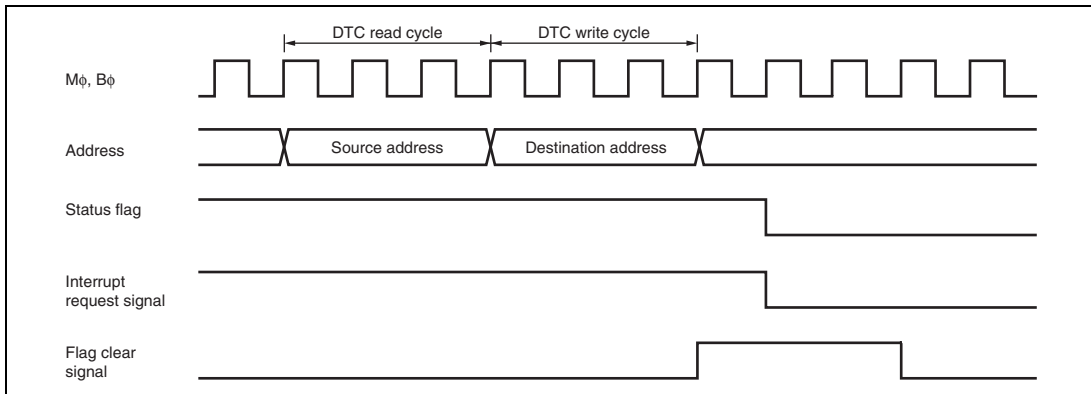 DTC read cycle DTC write cycle
Mϕ, Bϕ
Address Source address Destination address
Status flag
Interrupt
request signal
Flag clear
signal